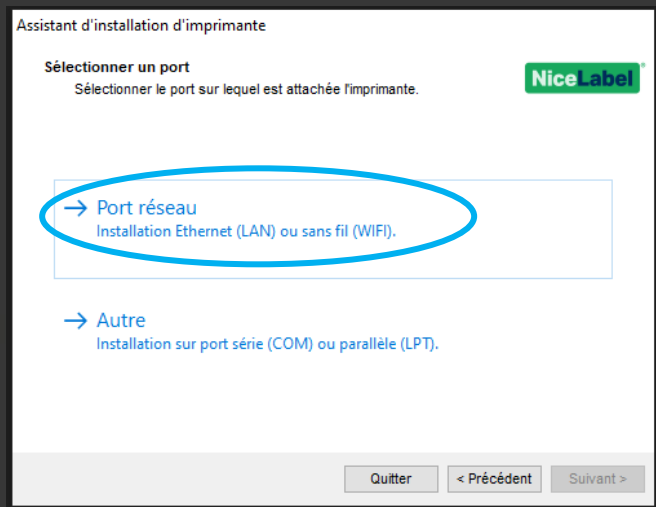 Assistant d'installation d'imprimante
Sélectionner un port
Sélectionner le port sur lequel est attachée l'imprimante.
NiceLabel
Port réseau
Installation Ethernet (LAN) ou sans fil (WIFI).
Autre
Installation sur port série (COM) ou parallèle (LPT).
Quitter
< Précédent
Suivant >